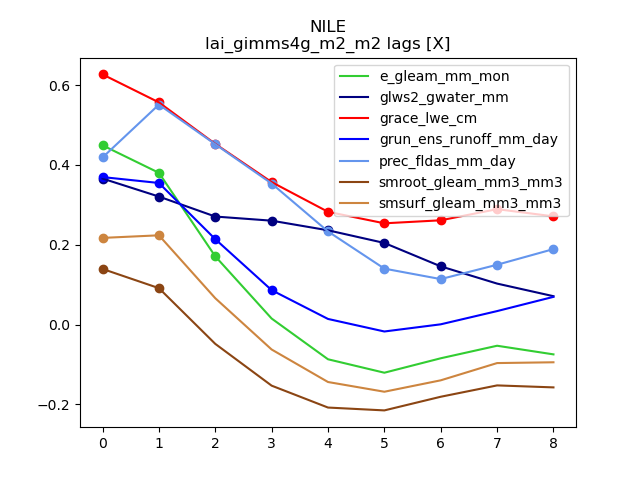 NILE
lai_gimms4g_m2_m2 lags [X]
e_gleam_mm_mon
glws2_gwater_mm
grace_lwe_cm
grun_ens_runoff_mm_day
prec_fldas_mm_day
smroot_gleam_mm3_mm3
smsurf_gleam_mm3_mm3
0.6
0.4
0.2
0.0
−0.2
0 1 2 3 4 5 6 7 8